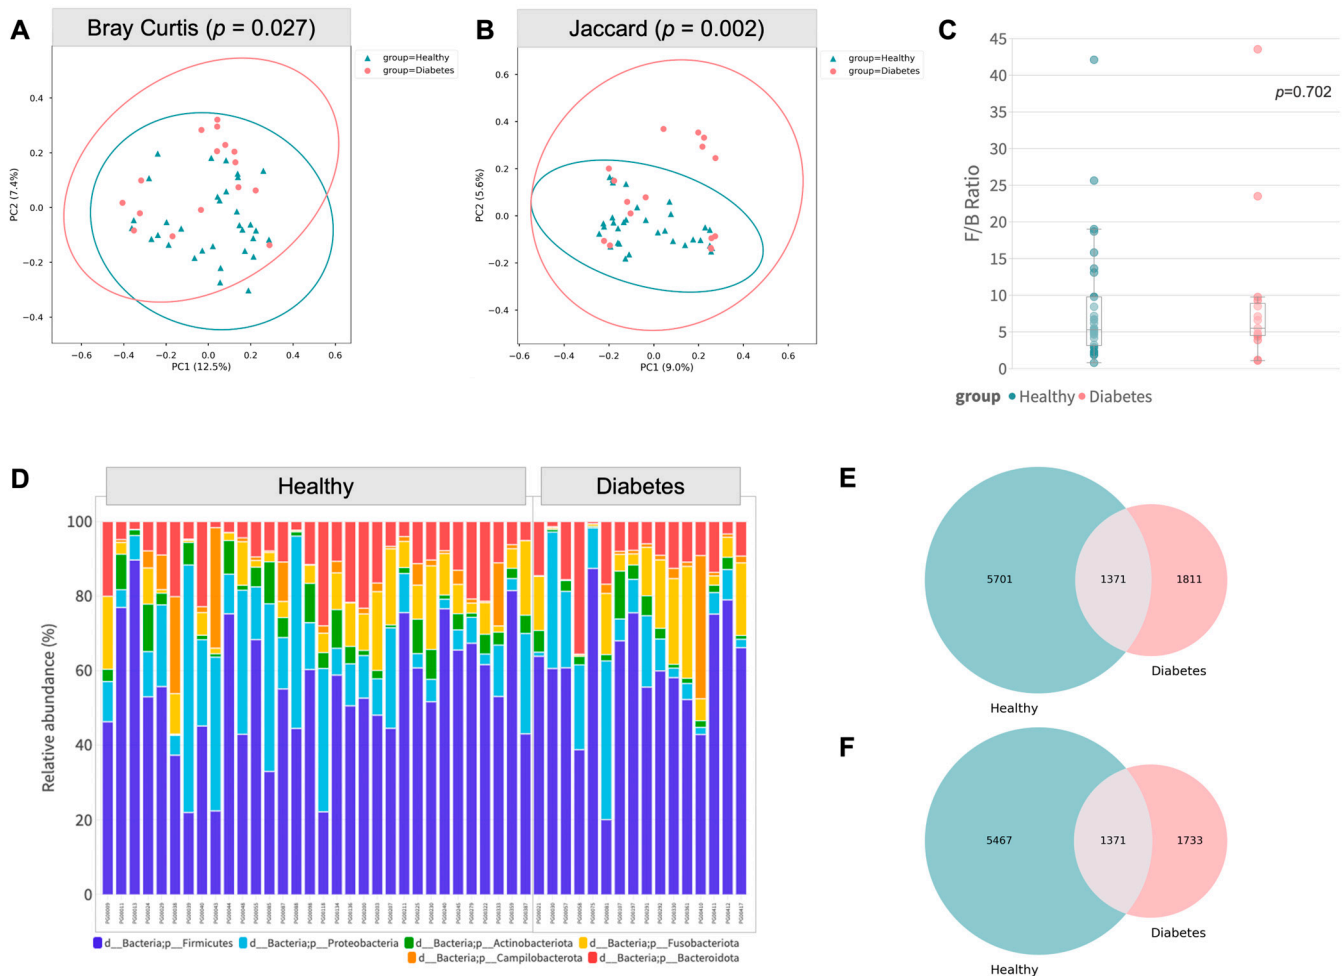 A
Bray Curtis (p = 0.027)
group=Healthy
group=Diabetes
0.4
0.2
0.0
−0.2
−0.4
PC2 (7.4%)
−0.6 −0.4 −0.2 0.0 0.2 0.4 0.6
PC1 (12.5%)
B
Jaccard (p = 0.002)
group=Healthy
group=Diabetes
0.6
0.4
0.2
0.0
−0.2
−0.4
PC2 (5.6%)
−0.6 −0.4 −0.2 0.0 0.2 0.4 0.6
PC1 (9.0%)
C
45
40
35
30
25
20
15
10
5
0
F/B Ratio
p=0.702
group Healthy Diabetes
D
Healthy Diabetes
100
80
60
40
20
0
Relative abundance (%)
d__Bacteria;p__Firmicutes d__Bacteria;p__Proteobacteria d__Bacteria;p__Actinobacteriota d__Bacteria;p__Fusobacteriota
d__Bacteria;p__Campilobacterota d__Bacteria;p__Bacteroidota
E
5701 1371 1811
Diabetes
Healthy
F
5467 1371 1733
Diabetes
Healthy